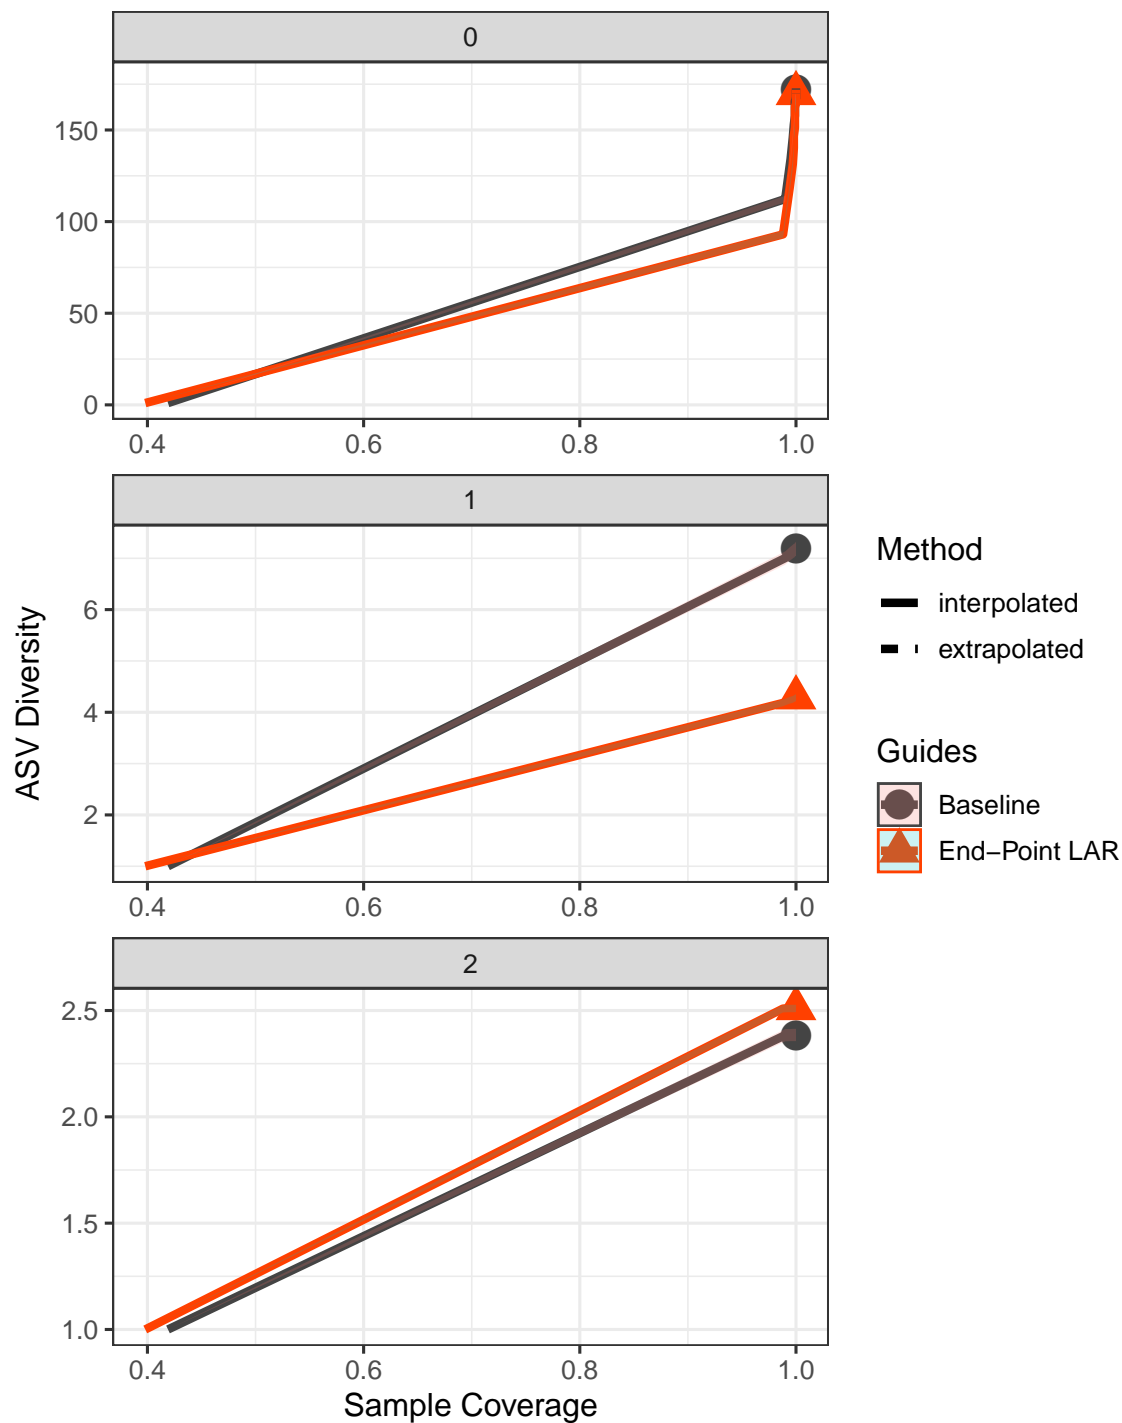 0
150
100
50
0
0.4 0.6 0.8 1.0
1
6
4
2
0.4 0.6 0.8 1.0
2
2.5
2.0
1.5
1.0
0.4 0.6 0.8 1.0
Sample Coverage
ASV Diversity
Method
interpolated
extrapolated
Guides
Baseline
End−Point LAR